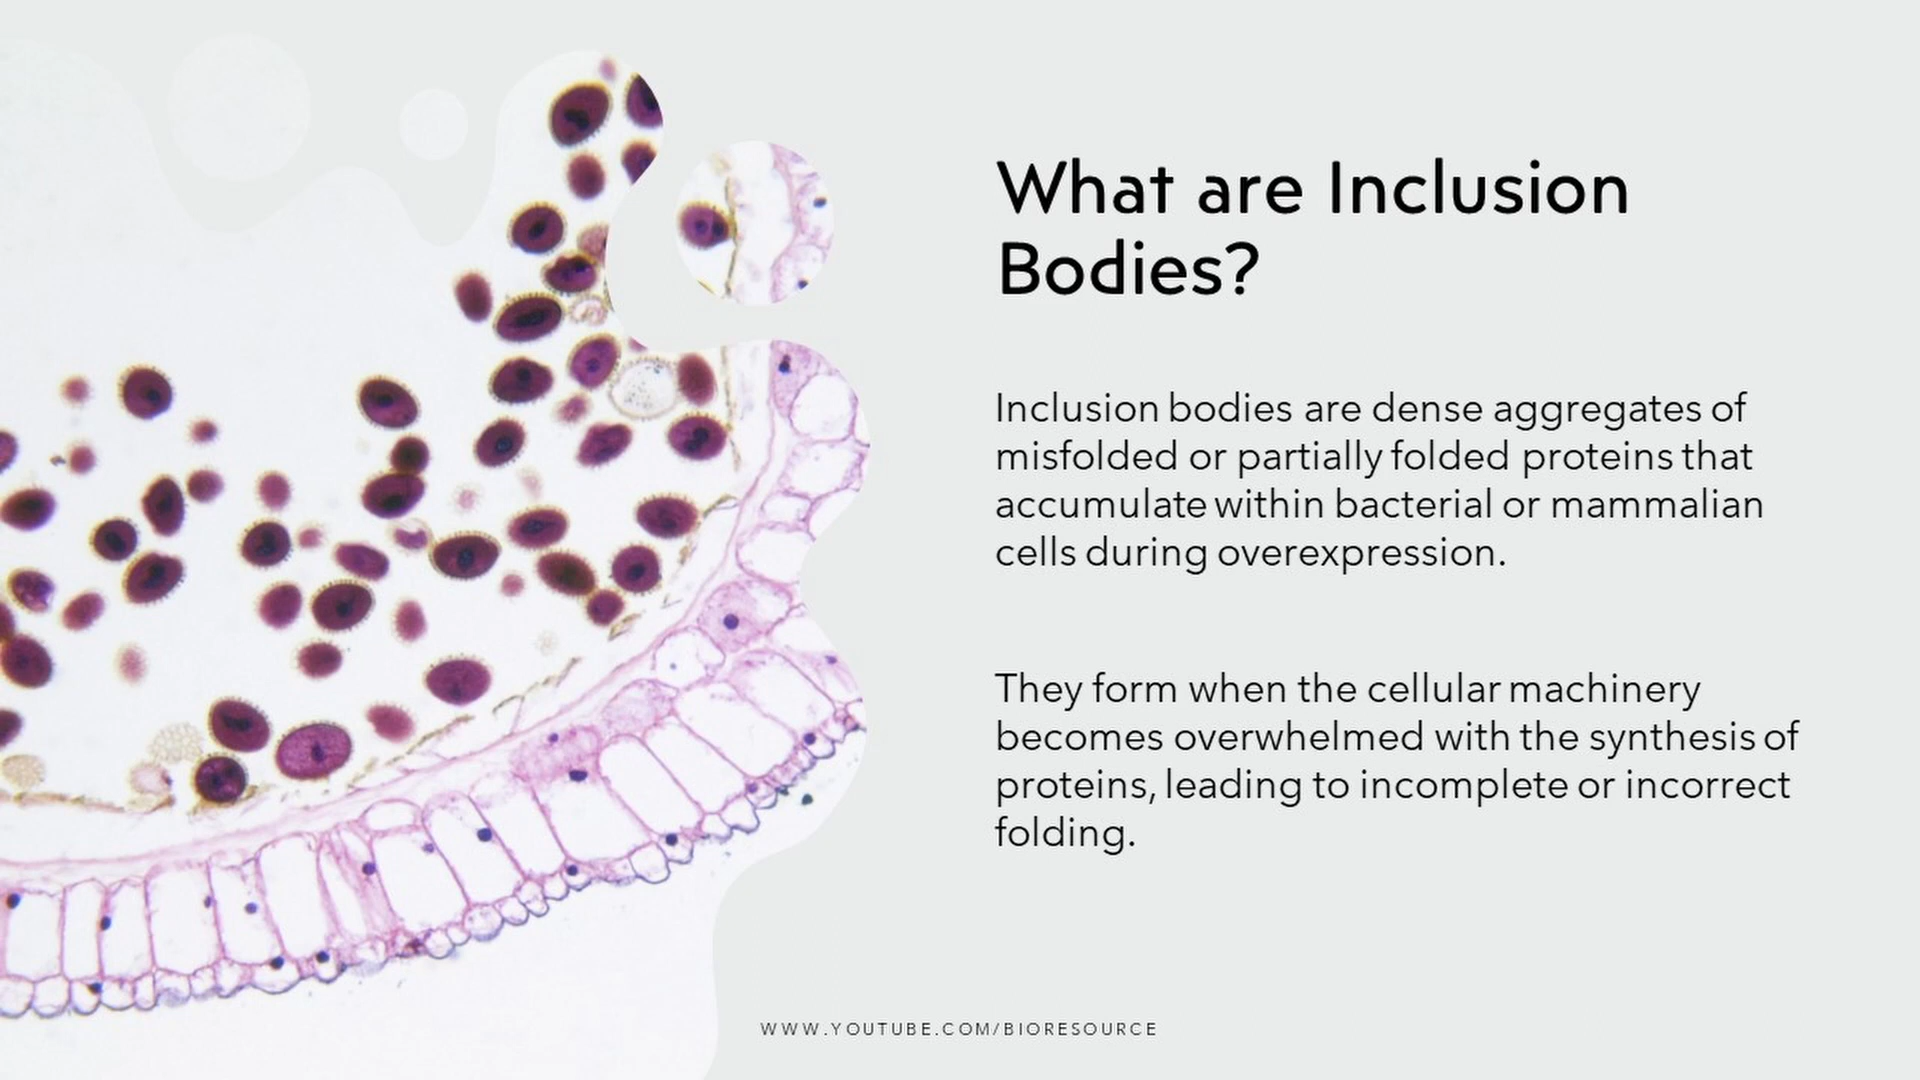 What are Inclusion
Bodies?
Inclusion bodies are dense aggregates of
misfolded or partially folded proteins that
accumulate within bacterial or mammalian
cells during overexpression.
They form when the cellular machinery
becomes overwhelmed with the synthesis of
proteins, leading to incomplete or incorrect
folding.
WWW.YOUTUBE.COM/BIORESOURCE